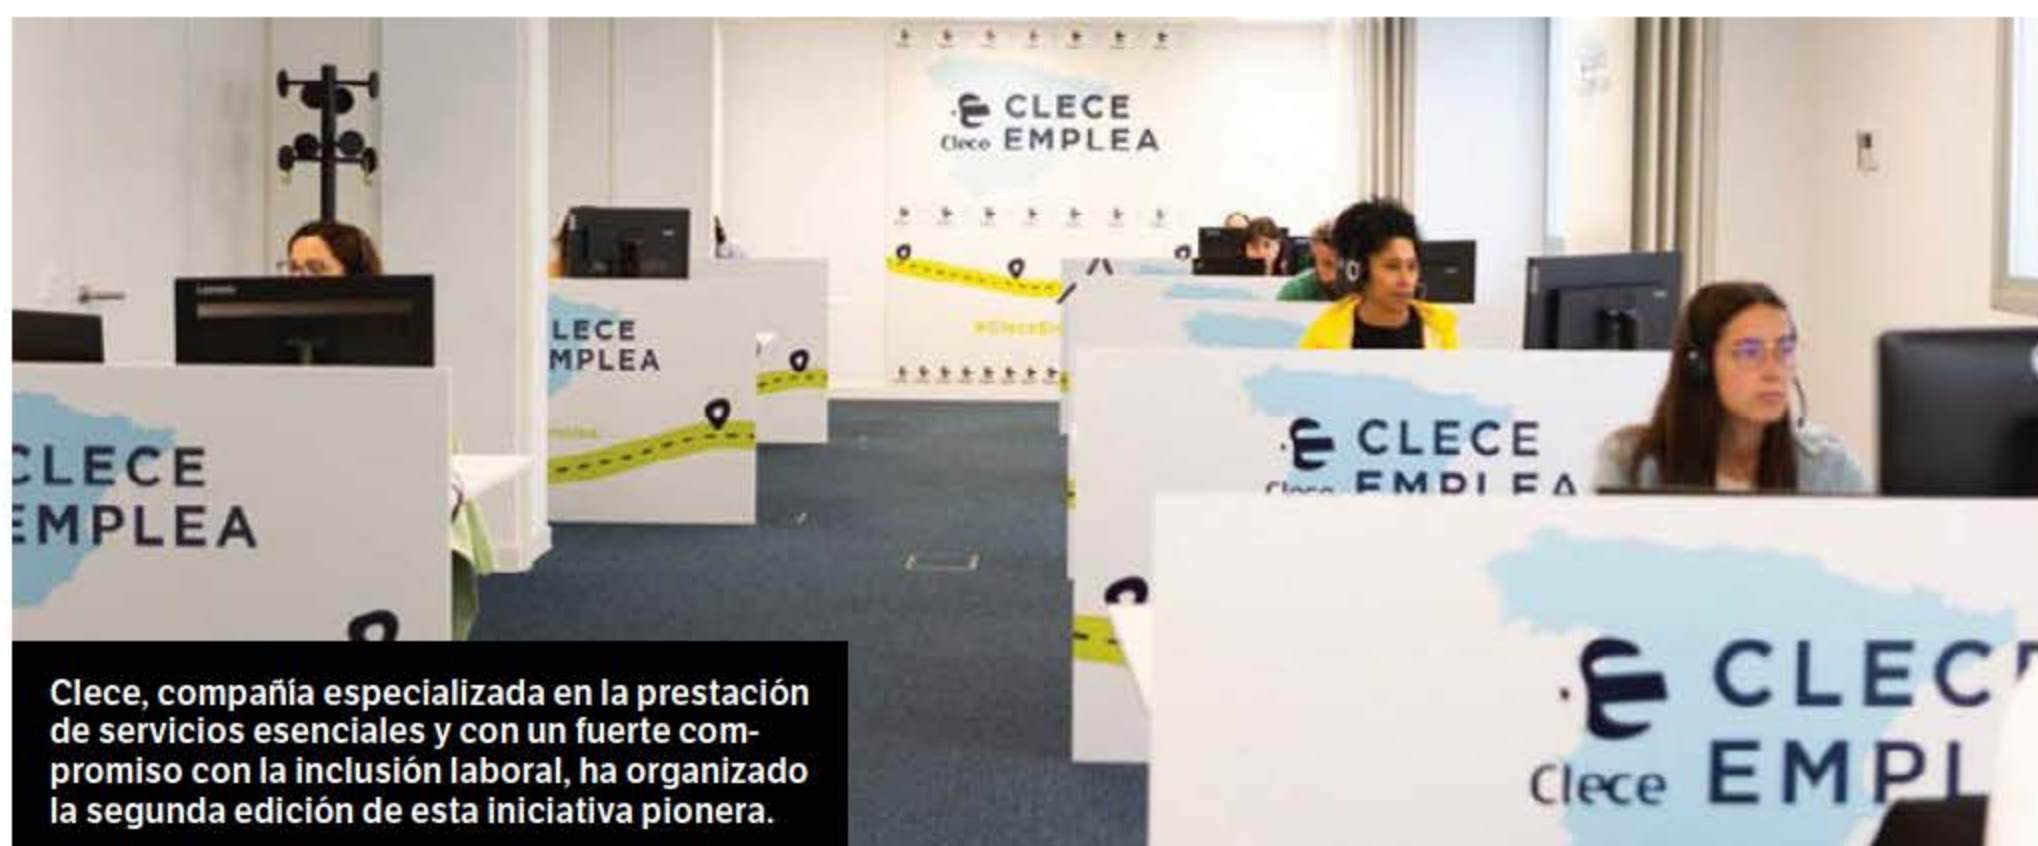 CLECE
Clece EMPLEA
LECE
MPLEA
CLECE
CLECE
EMPLEA
EMPLEA
Clece
CLEC
Clece EMPL
Clece, compañía especializada en la prestación
de servicios esenciales y con un fuerte com-
promiso con la inclusión laboral, ha organizado
la segunda edición de esta iniciativa pionera.